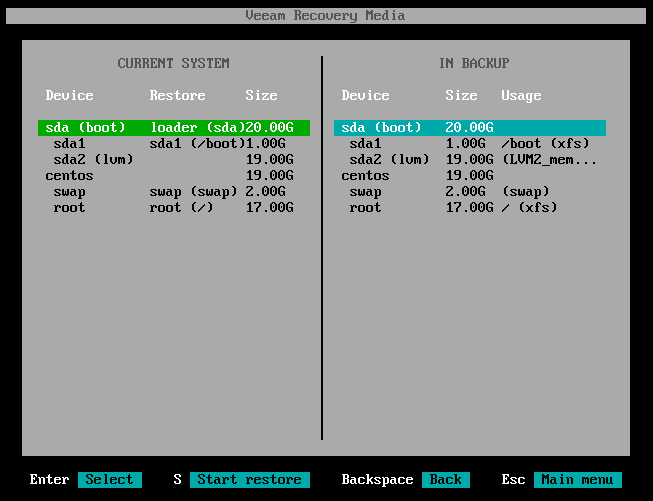 Veeam Recovery Media
CURRENT SYSTEM IN BACKUP
Device Restore Size Device Size Usage
sda (boot) loader (sda)20.00G sda (boot) 20.00G
sda1 sda1 (/boot)1.00G sda1 1.00G /boot (xfs)
sda2 (lvm) 19.00G sda2 (lvm) 19.00G (LVM2_mem...
centos 19.00G centos 19.00G
swap swap (swap) 2.00G swap 2.00G (swap)
root root (/) 17.00G root 17.00G / (xfs)
Enter Select S Start restore Backspace Back Esc Main menu